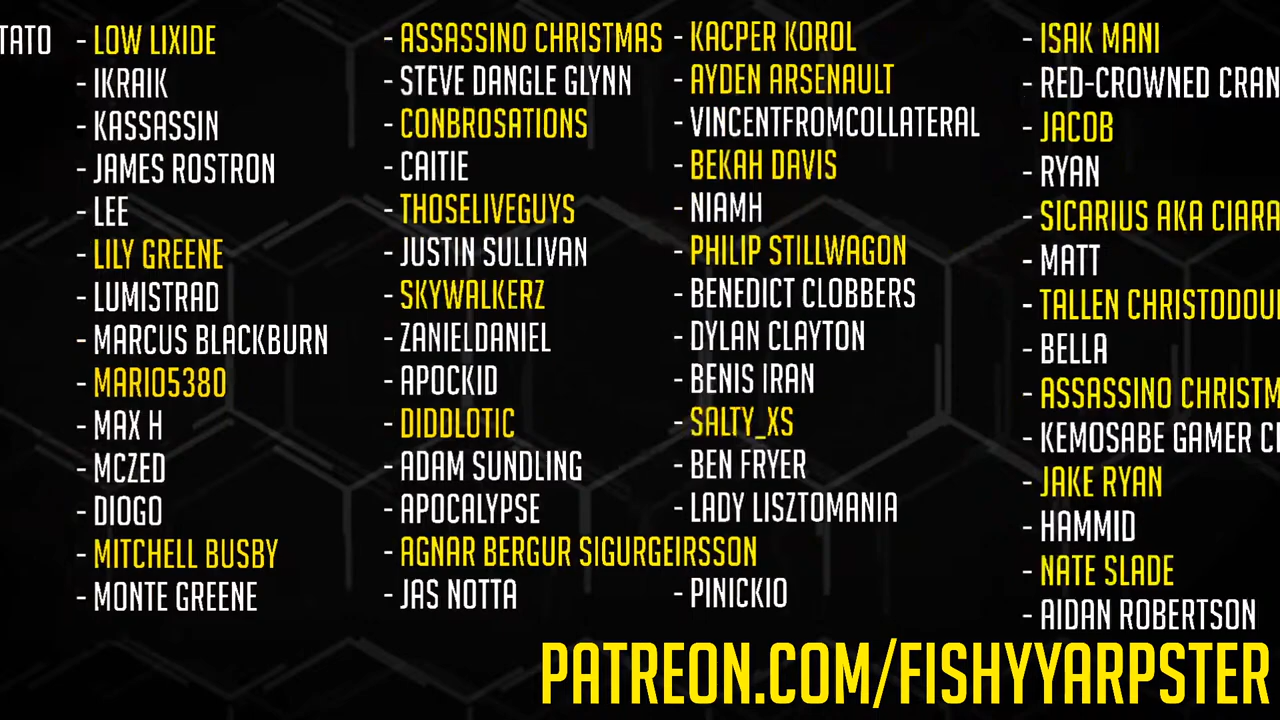 TATO
- LOW LIXIDE
- IKRAIK
- KASSASSIN
- JAMES ROSTRON
- LEE
- LILY GREENE
- LUMISTRAD
- MARCUS BLACKBURN
- MARIO5380
- MAX H
- MCZED
- DIOGO
- MITCHELL BUSBY
- MONTE GREENE
- ASSASSINO CHRISTMAS
- STEVE DANGLE GLYNN
- CONBROSATIONS
- CAITIE
- THOSELIVEGUYS
- JUSTIN SULLIVAN
- SKYWALKERZ
- ZANIELDANIEL
- APOCKID
- DIDDLOTIC
- ADAM SUNDLING
- APOCALYPSE
- AGNAR BERGUR SIGURGEIRSSON
- JAS NOTTA
- KACPER KOROL
- AYDEN ARSENAULT
- VINCENTFROMCOLLATERAL
- BEKAH DAVIS
- NIAMH
- PHILIP STILLWAGON
- BENEDICT CLOBBERS
- DYLAN CLAYTON
- BENIS IRAN
- SALTY_XS
- BEN FRYER
- LADY LISZTOMANIA
- PINICKIO
- ISAK MANI
- RED-CROWNED CRAN
- JACOB
- RYAN
- SICARIUS AKA CIARA
- MATT
- TALLEN CHRISTODOU
- BELLA
- ASSASSINO CHRISTM
- KEMOSABE GAMER C
- JAKE RYAN
- HAMMID
- NATE SLADE
- AIDAN ROBERTSON
PATREON.COM/FISHYYARPSTER